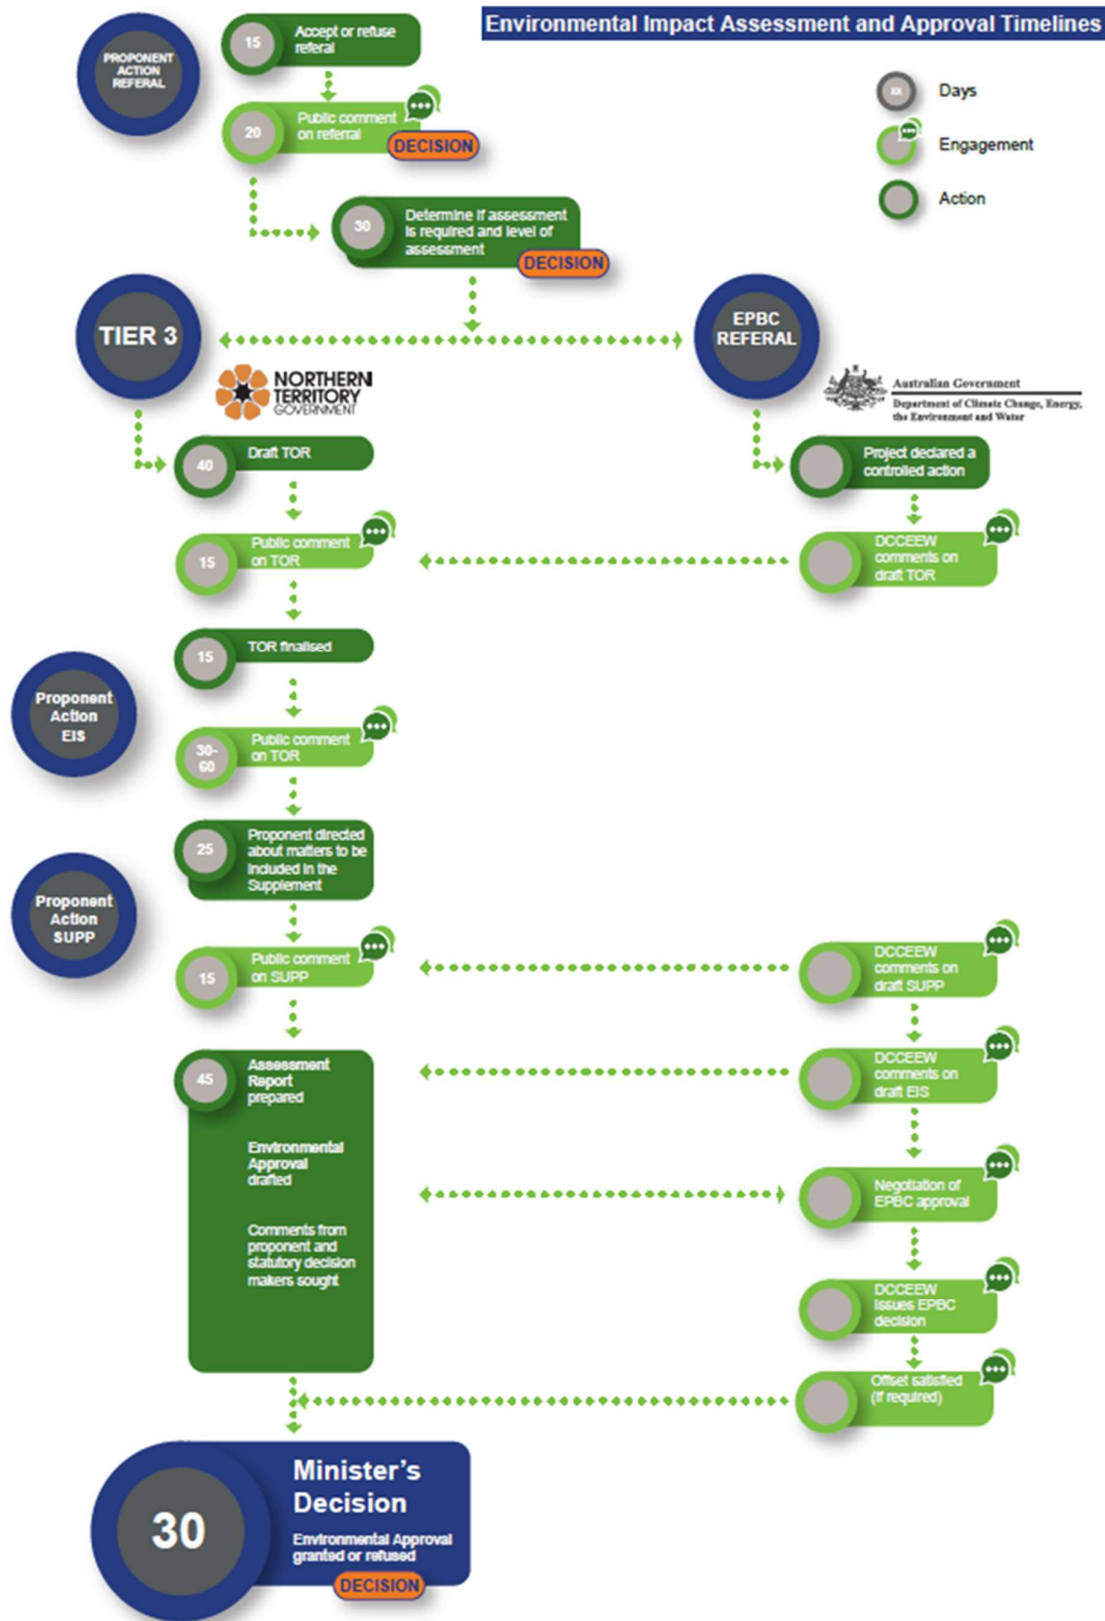 Environmental Impact Assessment and Approval Timelines
PROPONENT
ACTION
REFERAL
15
Accept or refuse
referal
20
Public comment
on referral
DECISION
xx
Days
Engagement
Action
30
Determine if assessment
is required and level of
assessment
DECISION
TIER 3
NORTHERN
TERRITORY
GOVERNMENT
EPBC
REFERRAL
Australian Government
Department of Climate Change, Energy,
the Environment and Water
40
Draft TOR
Project declared a
controlled action
15
Public comment
on TOR
DCCEEW
comments on
draft TOR
15
TOR finalised
Proponent
Action
EIS
30-
60
Public comment
on TOR
25
Proponent directed
about matters to be
included in the
Supplement
Proponent
Action
SUPP
15
Public comment
on SUPP
DCCEEW
comments on
draft SUPP
45
Assessment
Report
prepared
DCCEEW
comments on
draft EIS
Environmental
Approval
drafted
Negotiation of
EPBC approval
Comments from
proponent and
statutory decision
makers sought
DCCEEW
issues EPBC
decision
Offset satisfied
(if required)
30
Minister's
Decision
Environmental Approval
granted or refused
DECISION